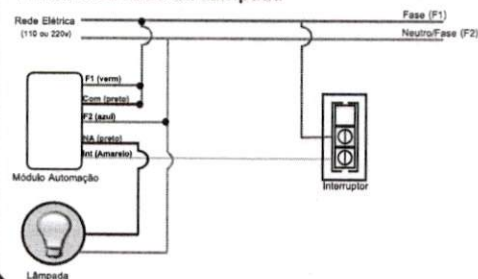 Rede Elétrica
(110 ou 220v)
Fase (F1)
Neutro/Fase (F2)
F1 (verm)
Com (preto)
F2 (azul)
NA (preto)
Int (Amarelo)
Módulo Automação
Interruptor
Lâmpada